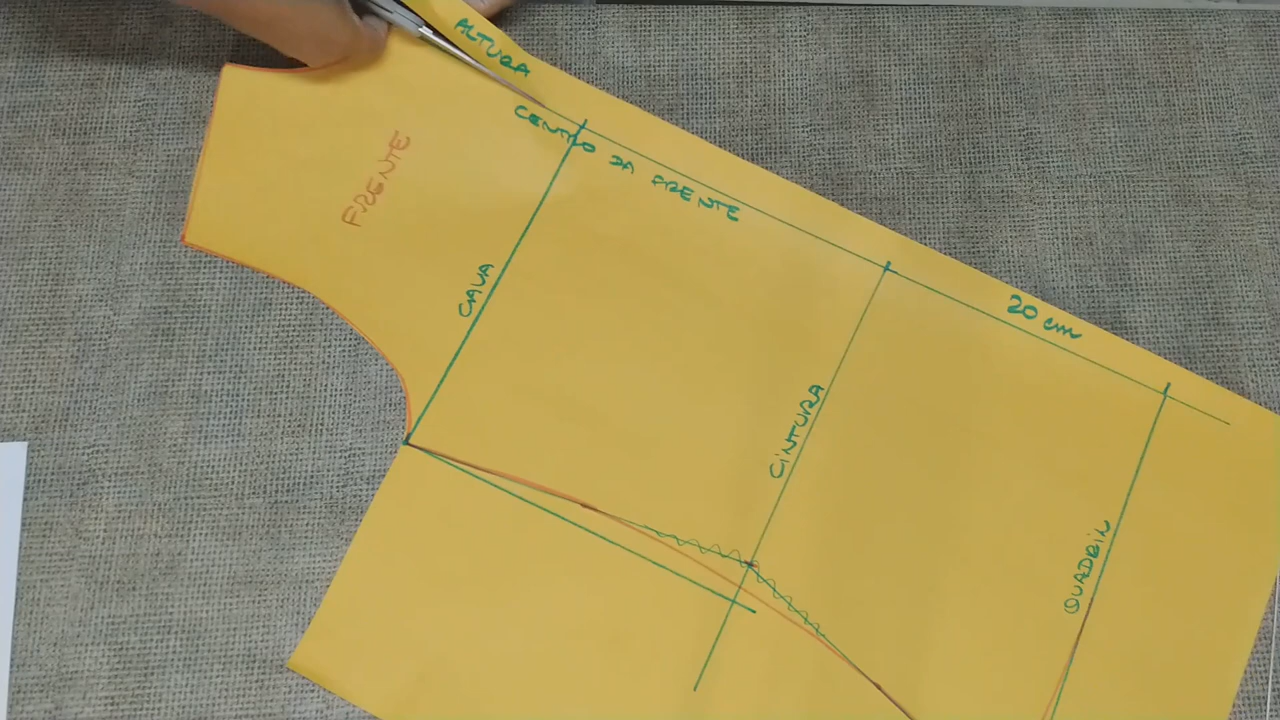 ALTURA
CENTRO DA FRENTE
FRENTE
CAVA
20 cm
CINTURA
QUADRIL